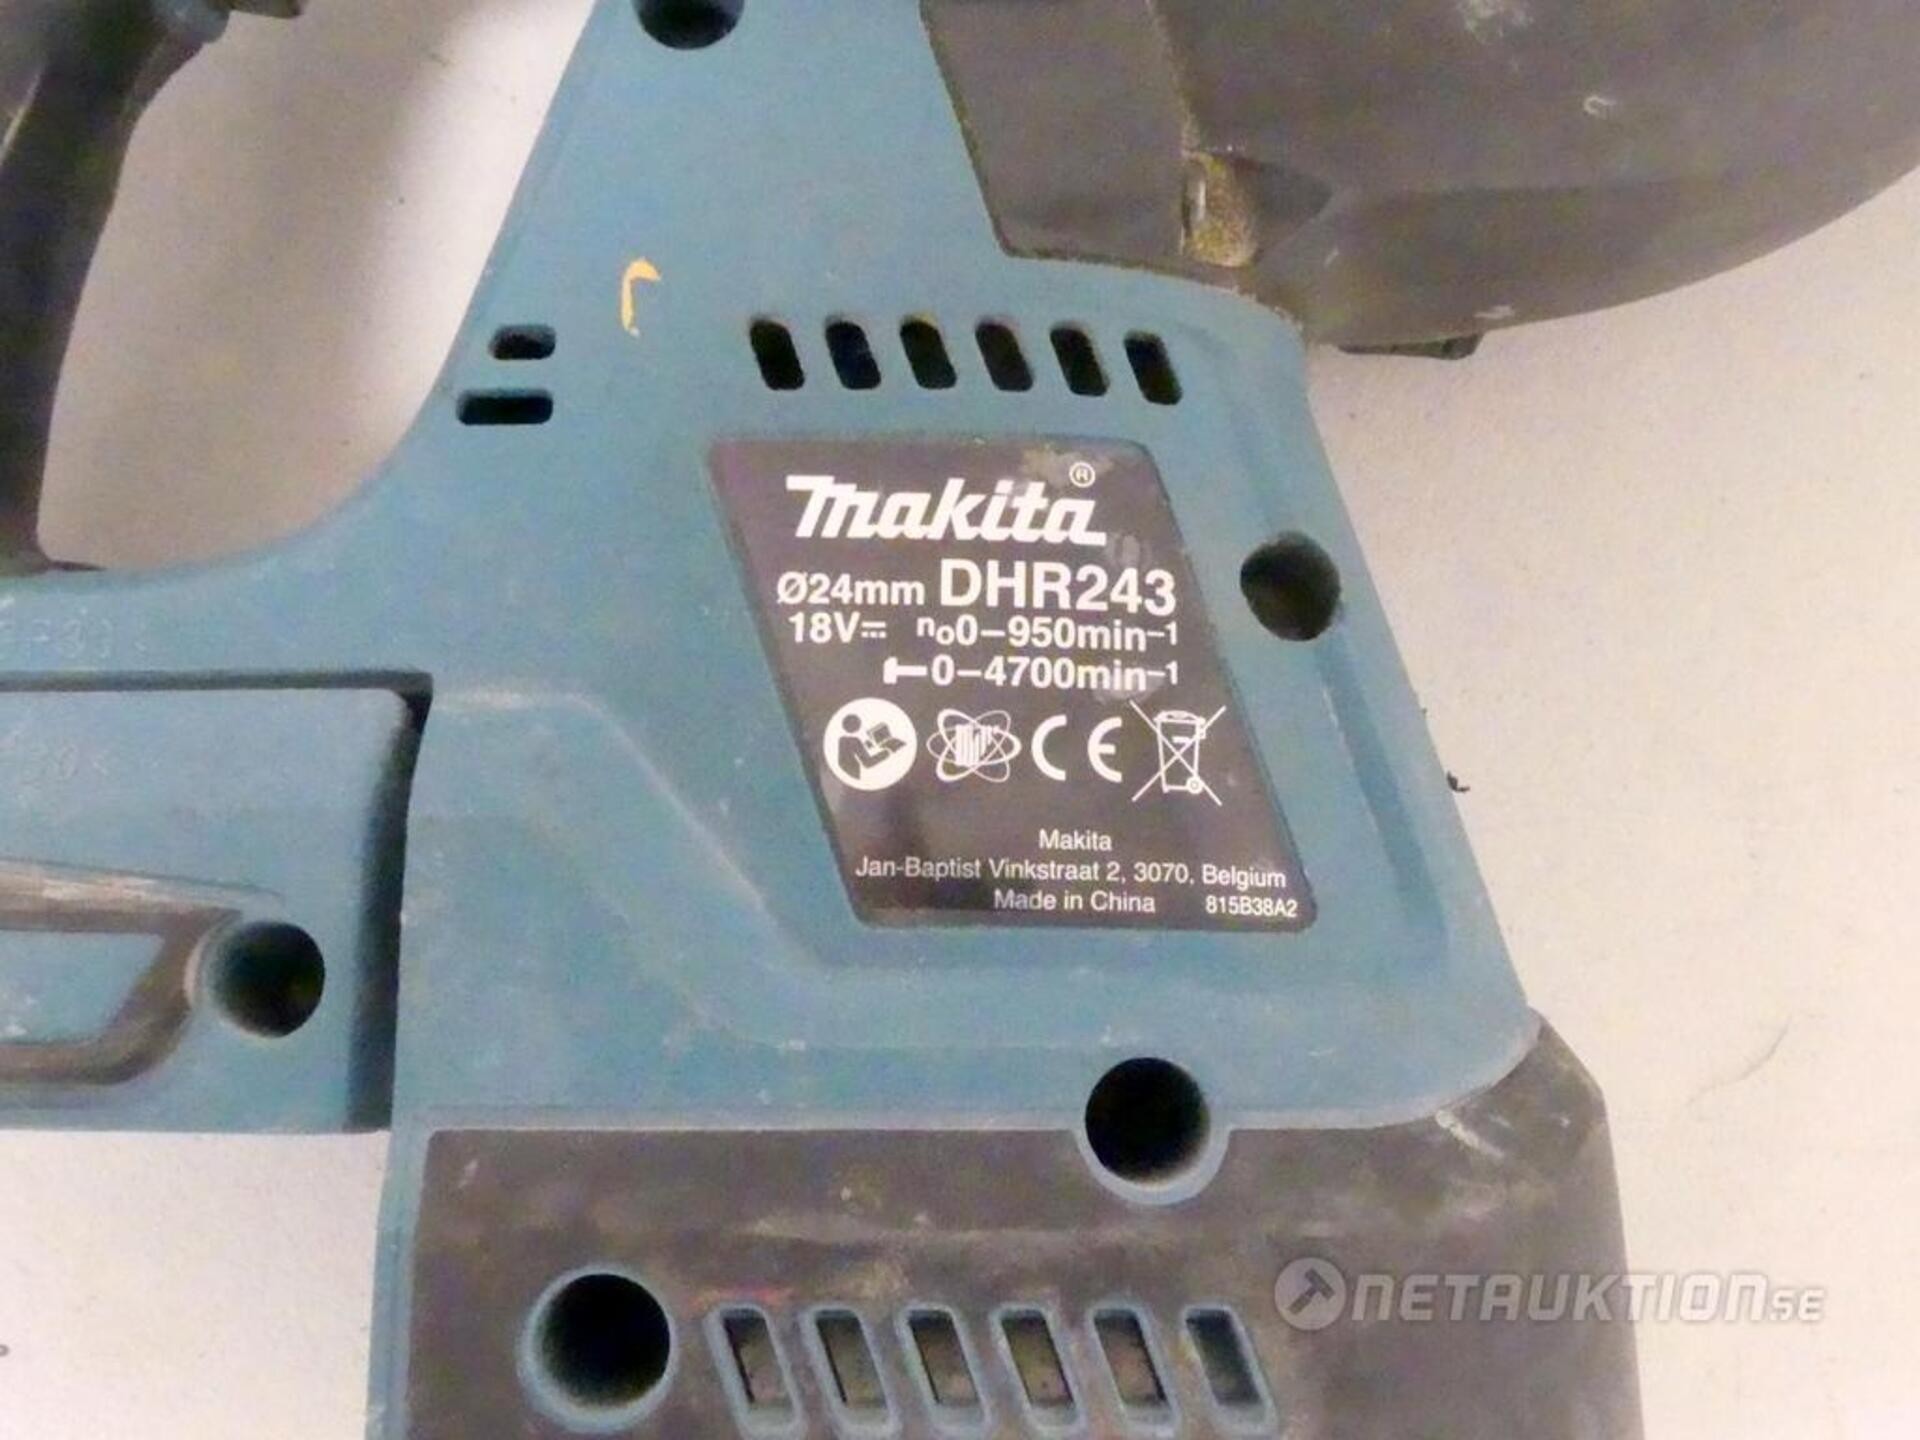 Makita®
Ø24mm DHR243
18V⎓ no0–950min–1
0–4700min–1
CE
Makita
Jan-Baptist Vinkstraat 2, 3070, Belgium
Made in China 815B38A2
NETAUKTION.SE